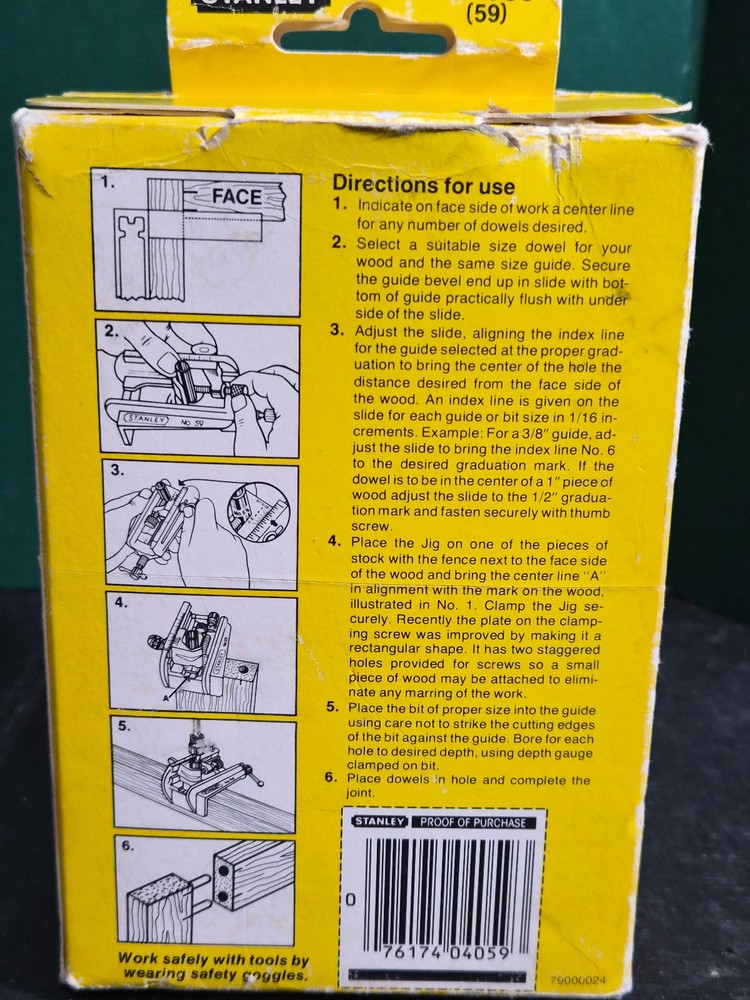 STANLEY
(59)
1.
FACE
2.
STANLEY NO 59
3.
4.
A
5.
6.
Work safely with tools by
wearing safety goggles.
Directions for use
1. Indicate on face side of work a center line
for any number of dowels desired.
2. Select a suitable size dowel for your
wood and the same size guide. Secure
the guide bevel end up in slide with bot-
tom of guide practically flush with under
side of the slide.
3. Adjust the slide, aligning the index line
for the guide selected at the proper grad-
uation to bring the center of the hole the
distance desired from the face side of
the wood. An index line is given on the
slide for each guide or bit size in 1/16 in-
crements. Example: For a 3/8" guide, ad-
just the slide to bring the index line No. 6
to the desired graduation mark. If the
dowel is to be in the center of a 1" piece of
wood adjust the slide to the 1/2" gradua-
tion mark and fasten securely with thumb
screw.
4. Place the Jig on one of the pieces of
stock with the fence next to the face side
of the wood and bring the center line "A"
in alignment with the mark on the wood,
illustrated in No. 1. Clamp the Jig se-
curely. Recently the plate on the clamp-
ing screw was improved by making it a
rectangular shape. It has two staggered
holes provided for screws so a small
piece of wood may be attached to elimi-
nate any marring of the work.
5. Place the bit of proper size into the guide
using care not to strike the cutting edges
of the bit against the guide. Bore for each
hole to desired depth, using depth gauge
clamped on bit.
6. Place dowels in hole and complete the
joint.
STANLEY PROOF OF PURCHASE
0 76174 04059
79000024